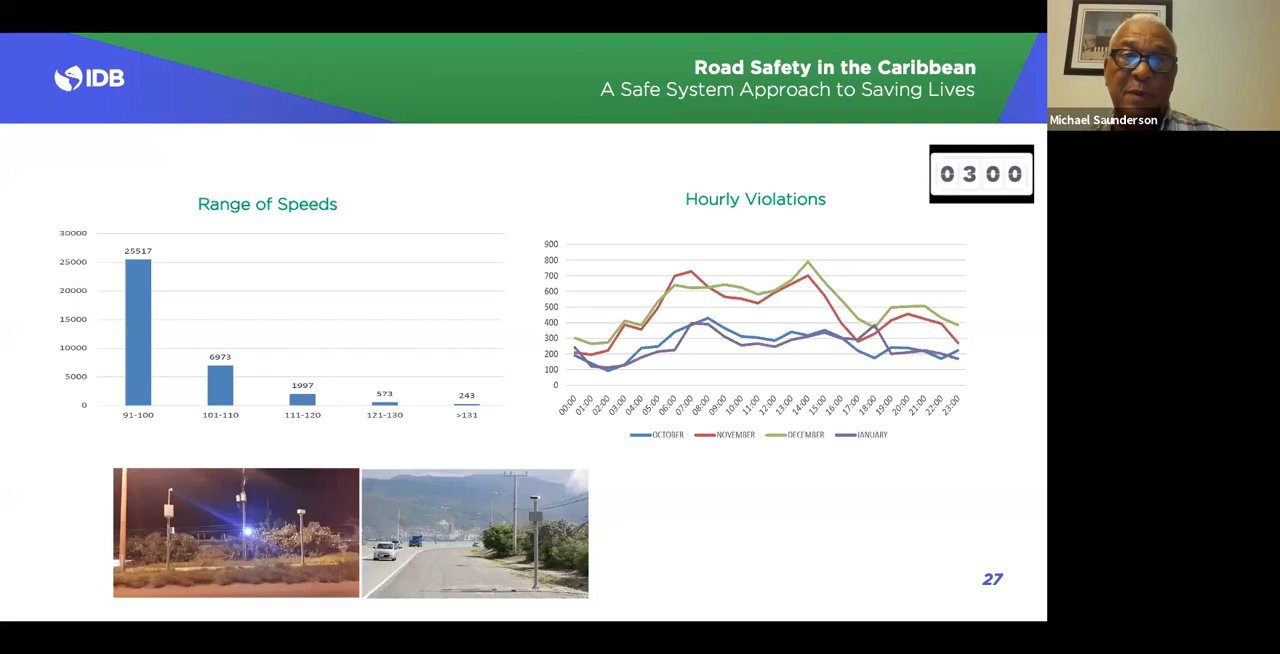 IDB
Road Safety in the Caribbean
A Safe System Approach to Saving Lives
Michael Saunderson
0300
Range of Speeds
30000
25000
20000
15000
10000
5000
0
25517
6973
1997
573
243
91-100 101-110 111-120 121-130 >131
Hourly Violations
900
800
700
600
500
400
300
200
100
0
00:00 01:00 02:00 03:00 04:00 05:00 06:00 07:00 08:00 09:00 10:00 11:00 12:00 13:00 14:00 15:00 16:00 17:00 18:00 19:00 20:00 21:00 22:00 23:00
OCTOBER NOVEMBER DECEMBER JANUARY
27